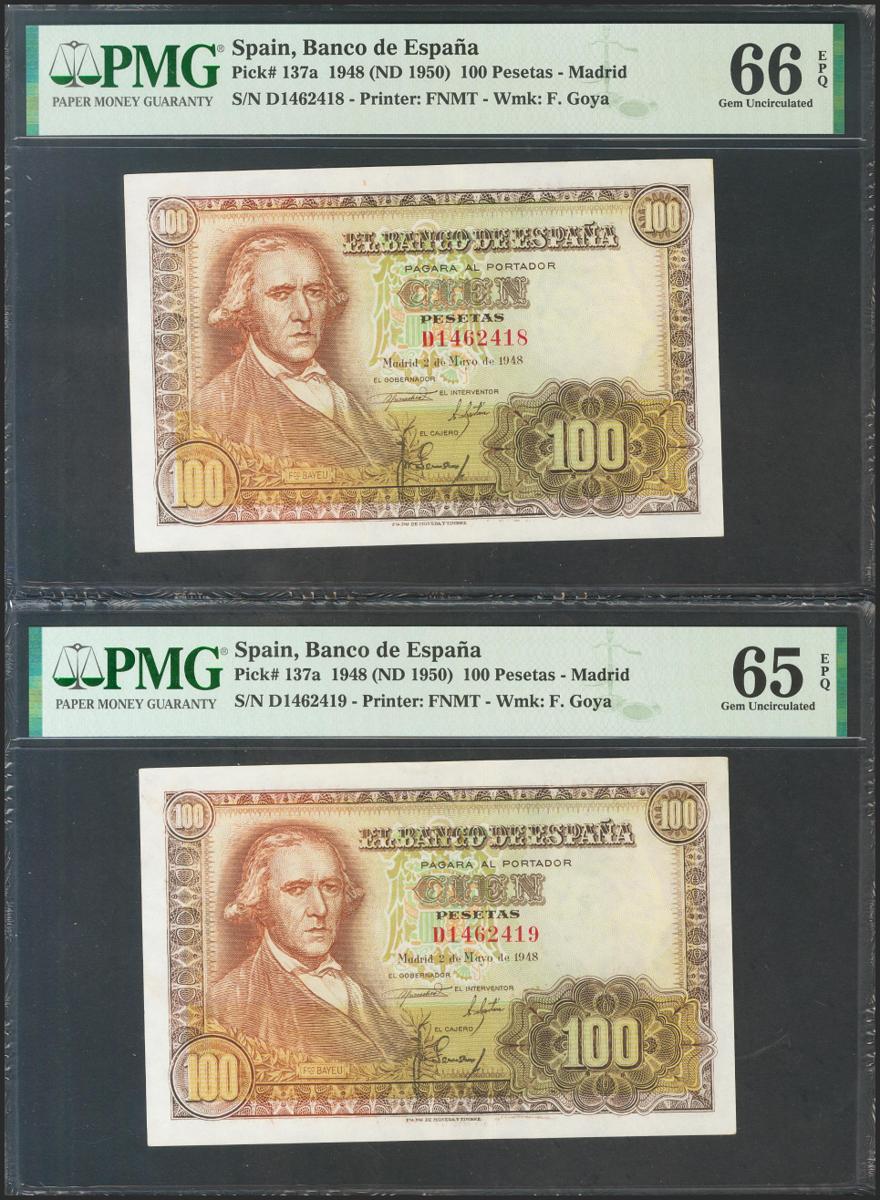 PMG®
PAPER MONEY GUARANTY
Spain, Banco de España
Pick# 137a 1948 (ND 1950) 100 Pesetas - Madrid
S/N D1462418 - Printer: FNMT - Wmk: F. Goya
66 EPQ
Gem Uncirculated
100
100
EL BANCO DE ESPAÑA
PAGARA AL PORTADOR
CIEN
PESETAS
D1462418
Madrid 2 de Mayo de 1948
EL GOBERNADOR
EL INTERVENTOR
EL CAJERO
100
FCO BAYEU
100
PMG®
PAPER MONEY GUARANTY
Spain, Banco de España
Pick# 137a 1948 (ND 1950) 100 Pesetas - Madrid
S/N D1462419 - Printer: FNMT - Wmk: F. Goya
65 EPQ
Gem Uncirculated
100
100
EL BANCO DE ESPAÑA
PAGARA AL PORTADOR
CIEN
PESETAS
D1462419
Madrid 2 de Mayo de 1948
EL GOBERNADOR
EL INTERVENTOR
EL CAJERO
100
FCO BAYEU
100